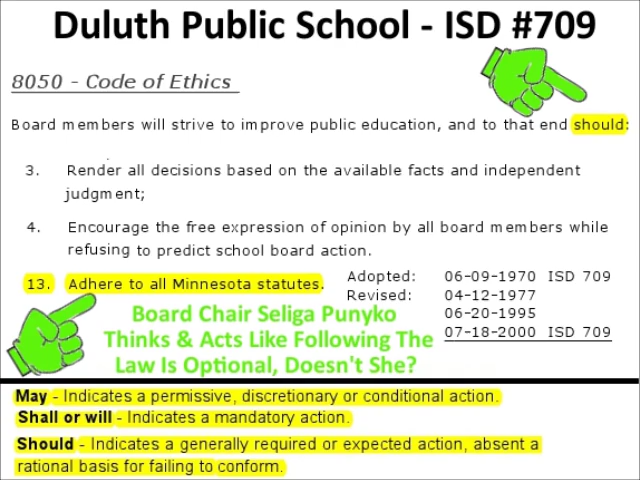 Duluth Public School - ISD #709
8050 - Code of Ethics
Board members will strive to improve public education, and to that end should:
3. Render all decisions based on the available facts and independent
judgment;
4. Encourage the free expression of opinion by all board members while
refusing to predict school board action.
13. Adhere to all Minnesota statutes.
Adopted: 06-09-1970 ISD 709
Revised: 04-12-1977
06-20-1995
07-18-2000 ISD 709
Board Chair Seliga Punyko
Thinks & Acts Like Following The
Law Is Optional, Doesn't She?
May - Indicates a permissive, discretionary or conditional action.
Shall or will - Indicates a mandatory action.
Should - Indicates a generally required or expected action, absent a
rational basis for failing to conform.